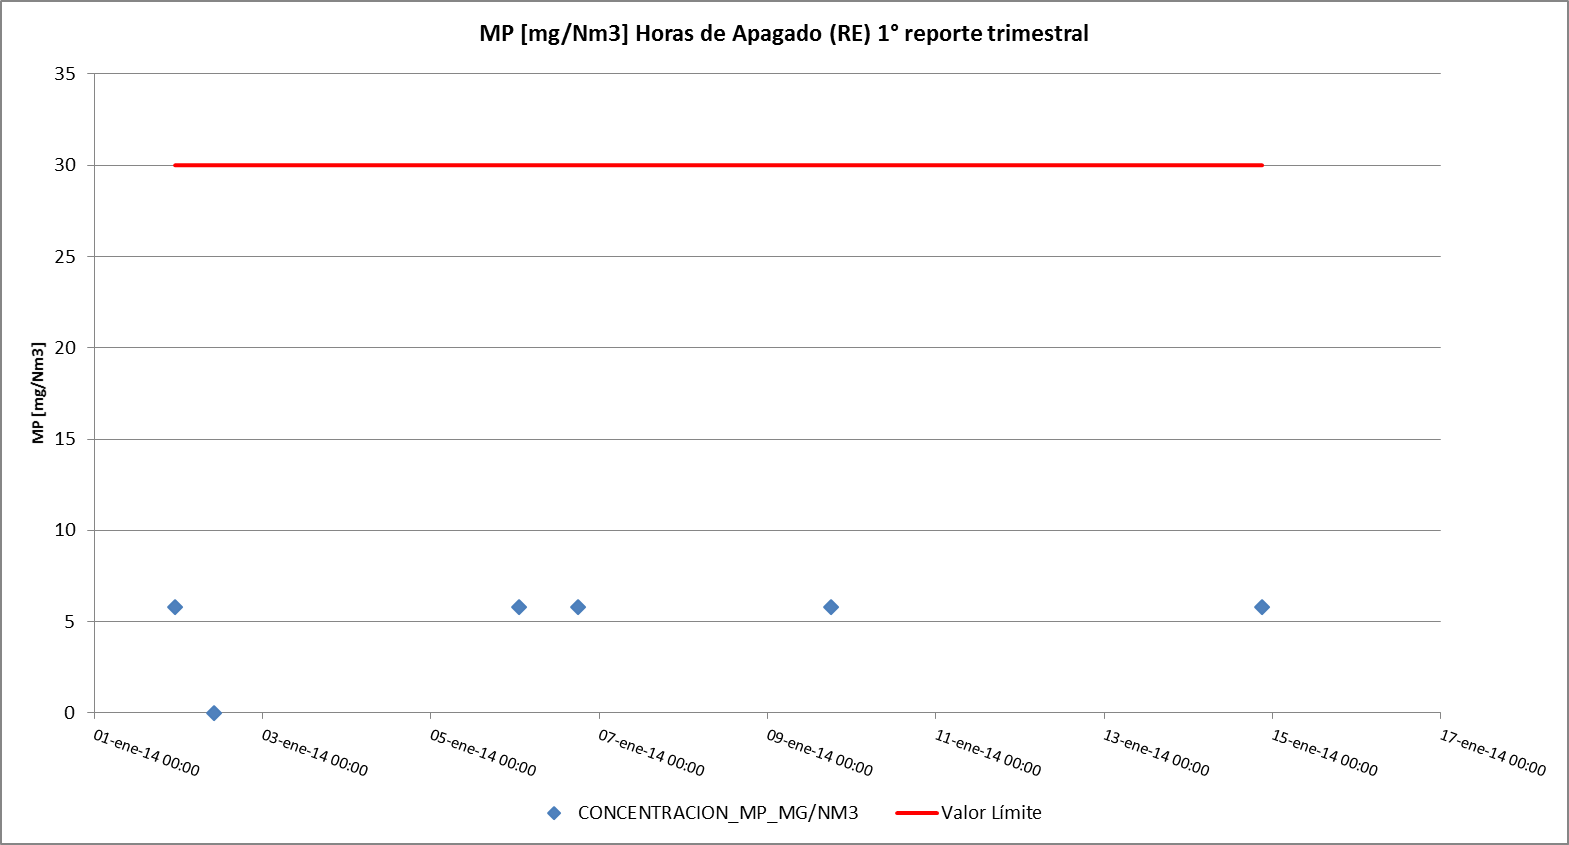 MP [mg/Nm3] Horas de Apagado (RE) 1° reporte trimestral
35
30
25
20
15
10
5
0
MP [mg/Nm3]
01-ene-14 00:00
03-ene-14 00:00
05-ene-14 00:00
07-ene-14 00:00
09-ene-14 00:00
11-ene-14 00:00
13-ene-14 00:00
15-ene-14 00:00
17-ene-14 00:00
CONCENTRACION_MP_MG/NM3
Valor Límite